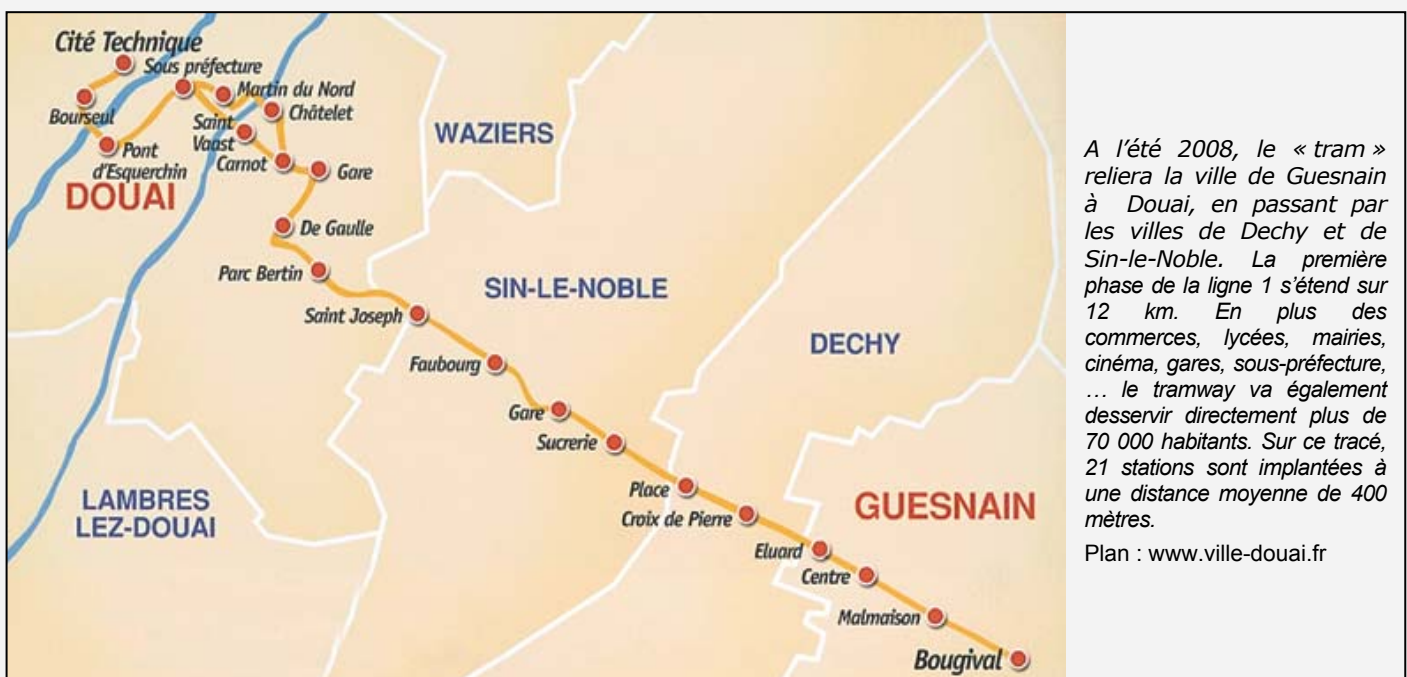 Cité Technique
Sous préfecture
Martin du Nord
Châtelet
Bourseul
Saint
Vaast
Pont
d'Esquerchin
Carnot
Gare
DOUAI
WAZIERS
De Gaulle
Parc Bertin
SIN-LE-NOBLE
Saint Joseph
DECHY
Faubourg
Gare
Sucrerie
LAMBRES
LEZ-DOUAI
Place
GUESNAIN
Croix de Pierre
Eluard
Centre
Malmaison
Bougival
A l'été 2008, le « tram »
reliera la ville de Guesnain
à Douai, en passant par
les villes de Dechy et de
Sin-le-Noble. La première
phase de la ligne 1 s'étend sur
12 km. En plus des
commerces, lycées, mairies,
cinéma, gares, sous-préfecture,
… le tramway va également
desservir directement plus de
70 000 habitants. Sur ce tracé,
21 stations sont implantées à
une distance moyenne de 400
mètres.
Plan : www.ville-douai.fr